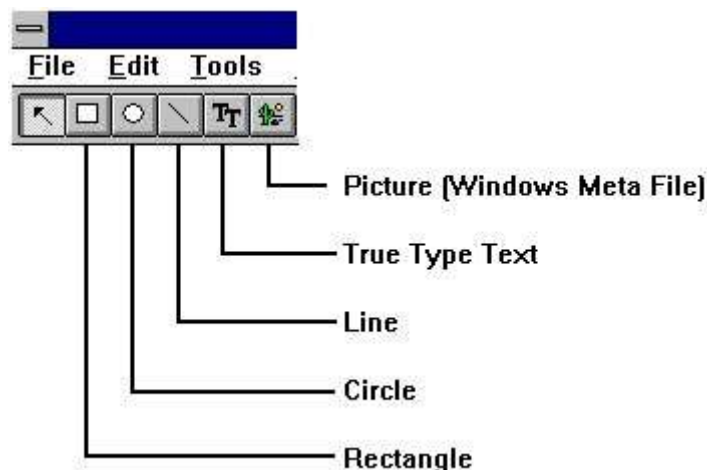 File Edit Tools
TT
Picture (Windows Meta File)
True Type Text
Line
Circle
Rectangle